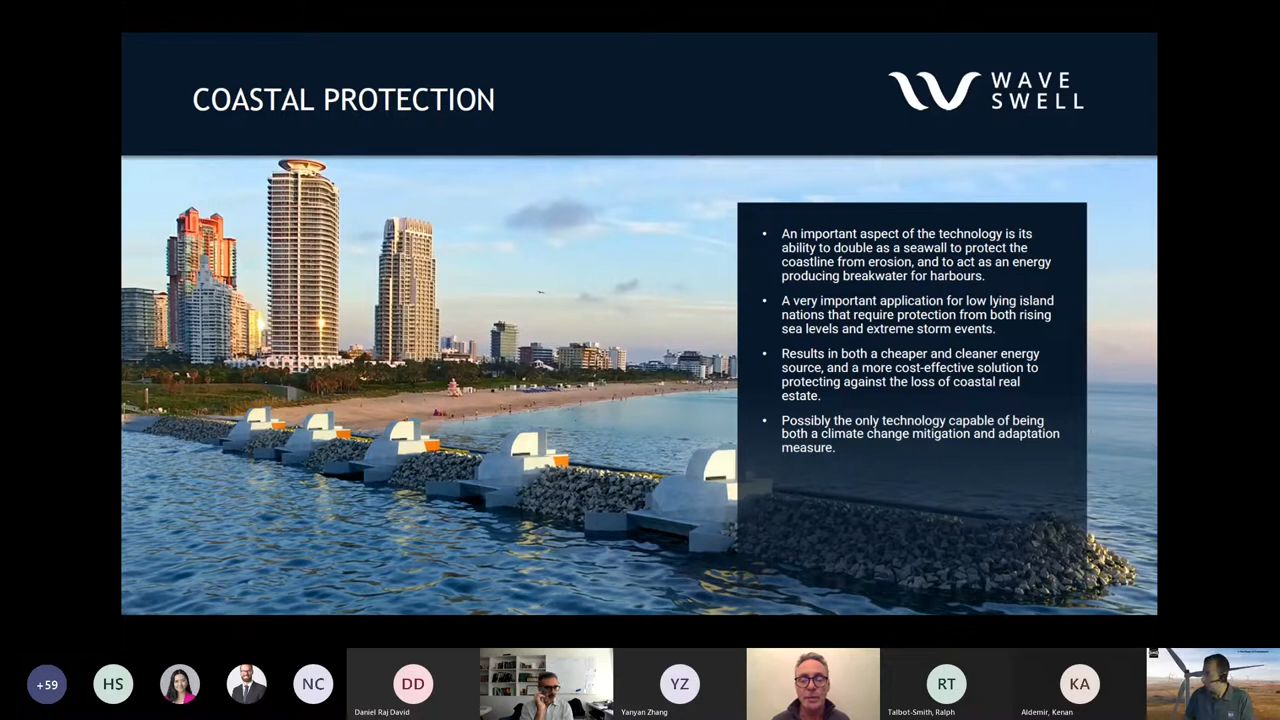 COASTAL PROTECTION
WAVE
SWELL
• An important aspect of the technology is its
ability to double as a seawall to protect the
coastline from erosion, and to act as an energy
producing breakwater for harbours.
• A very important application for low lying island
nations that require protection from both rising
sea levels and extreme storm events.
• Results in both a cheaper and cleaner energy
source, and a more cost-effective solution to
protecting against the loss of coastal real
estate.
• Possibly the only technology capable of being
both a climate change mitigation and adaptation
measure.
+59
HS
NC
DD
YZ
RT
KA
Daniel Raj David
Yanyan Zhang
Talbot-Smith, Ralph
Aldemir, Kenan